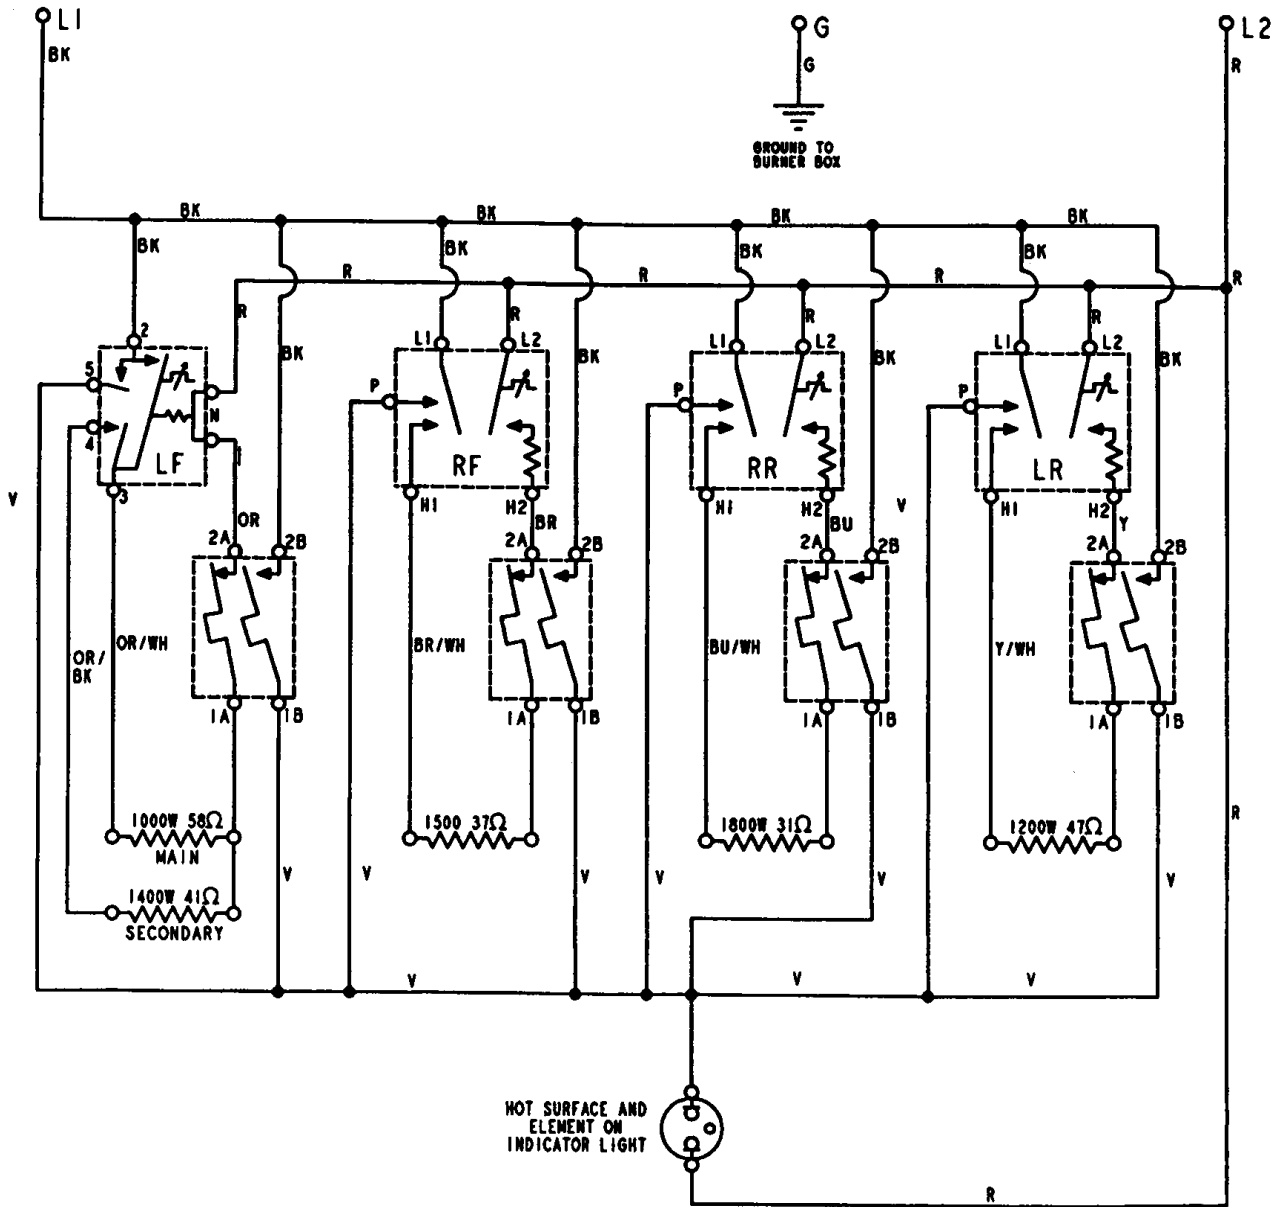 L1
G
L2
BK
G
R
GROUND TO
BURNER BOX
BK
BK
BK
BK
BK
BK
BK
BK
R
R
R
R
R
R
R
R
2
5
4
3
N
I
LF
BK
L1
L2
P
RF
H1
H2
BK
L1
L2
P
RR
H1
H2
BK
L1
L2
P
LR
H1
H2
BK
V
V
OR
BR
BU
Y
2A
2B
2A
2B
2A
2B
2A
2B
OR/
BK
OR/WH
BR/WH
BU/WH
Y/WH
1A
1B
1A
1B
1A
1B
1A
1B
1000W 58Ω
MAIN
1500 37Ω
1800W 31Ω
1200W 47Ω
R
1400W 41Ω
SECONDARY
V
V
V
V
V
V
V
V
V
HOT SURFACE AND
ELEMENT ON
INDICATOR LIGHT
R